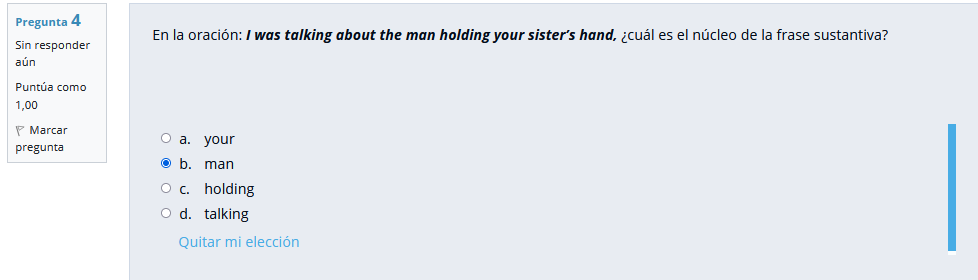 Pregunta 4
Sin responder
aún
Puntúa como
1,00
Marcar
pregunta
En la oración: I was talking about the man holding your sister's hand, ¿cuál es el núcleo de la frase sustantiva?
a. your
b. man
c. holding
d. talking
Quitar mi elección